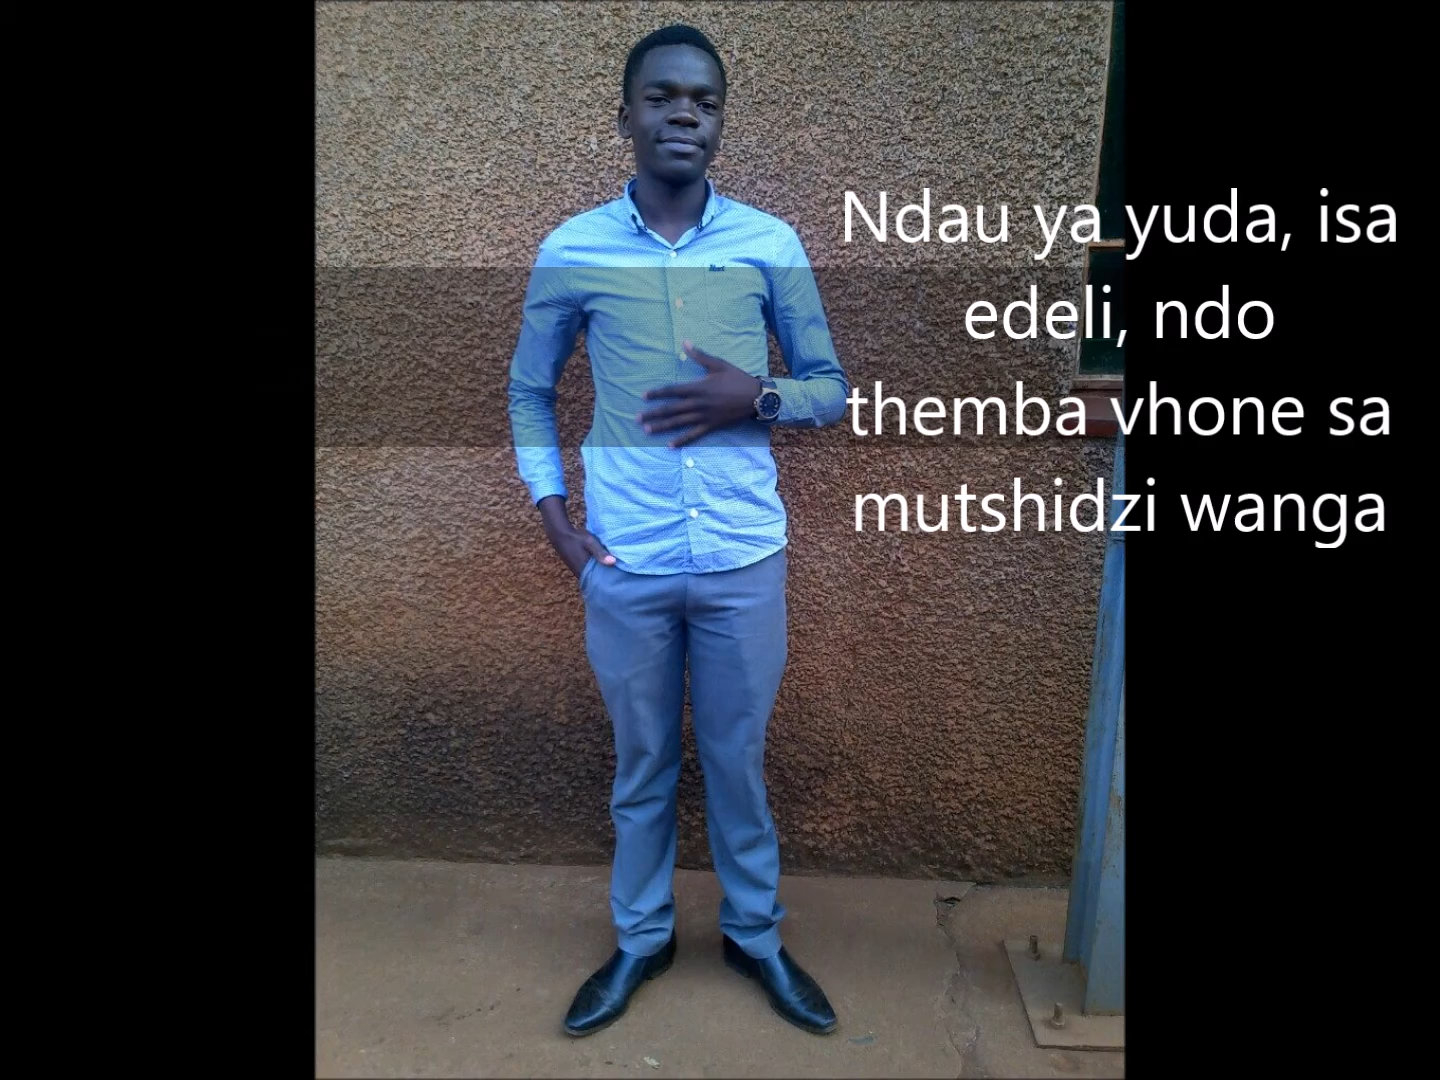 Ndau ya yuda, isa
edeli, ndo
themba vhone sa
mutshidzi wanga